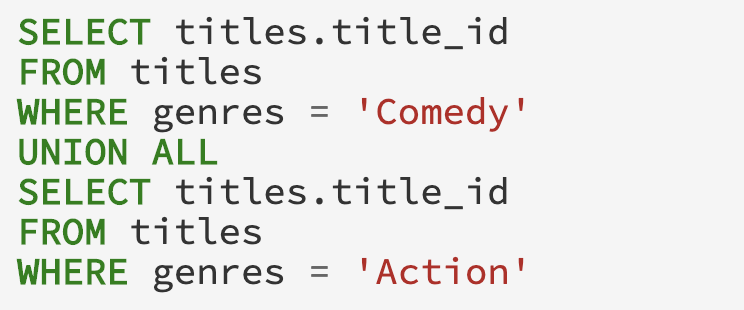 SELECT titles.title_id
FROM titles
WHERE genres = 'Comedy'
UNION ALL
SELECT titles.title_id
FROM titles
WHERE genres = 'Action'